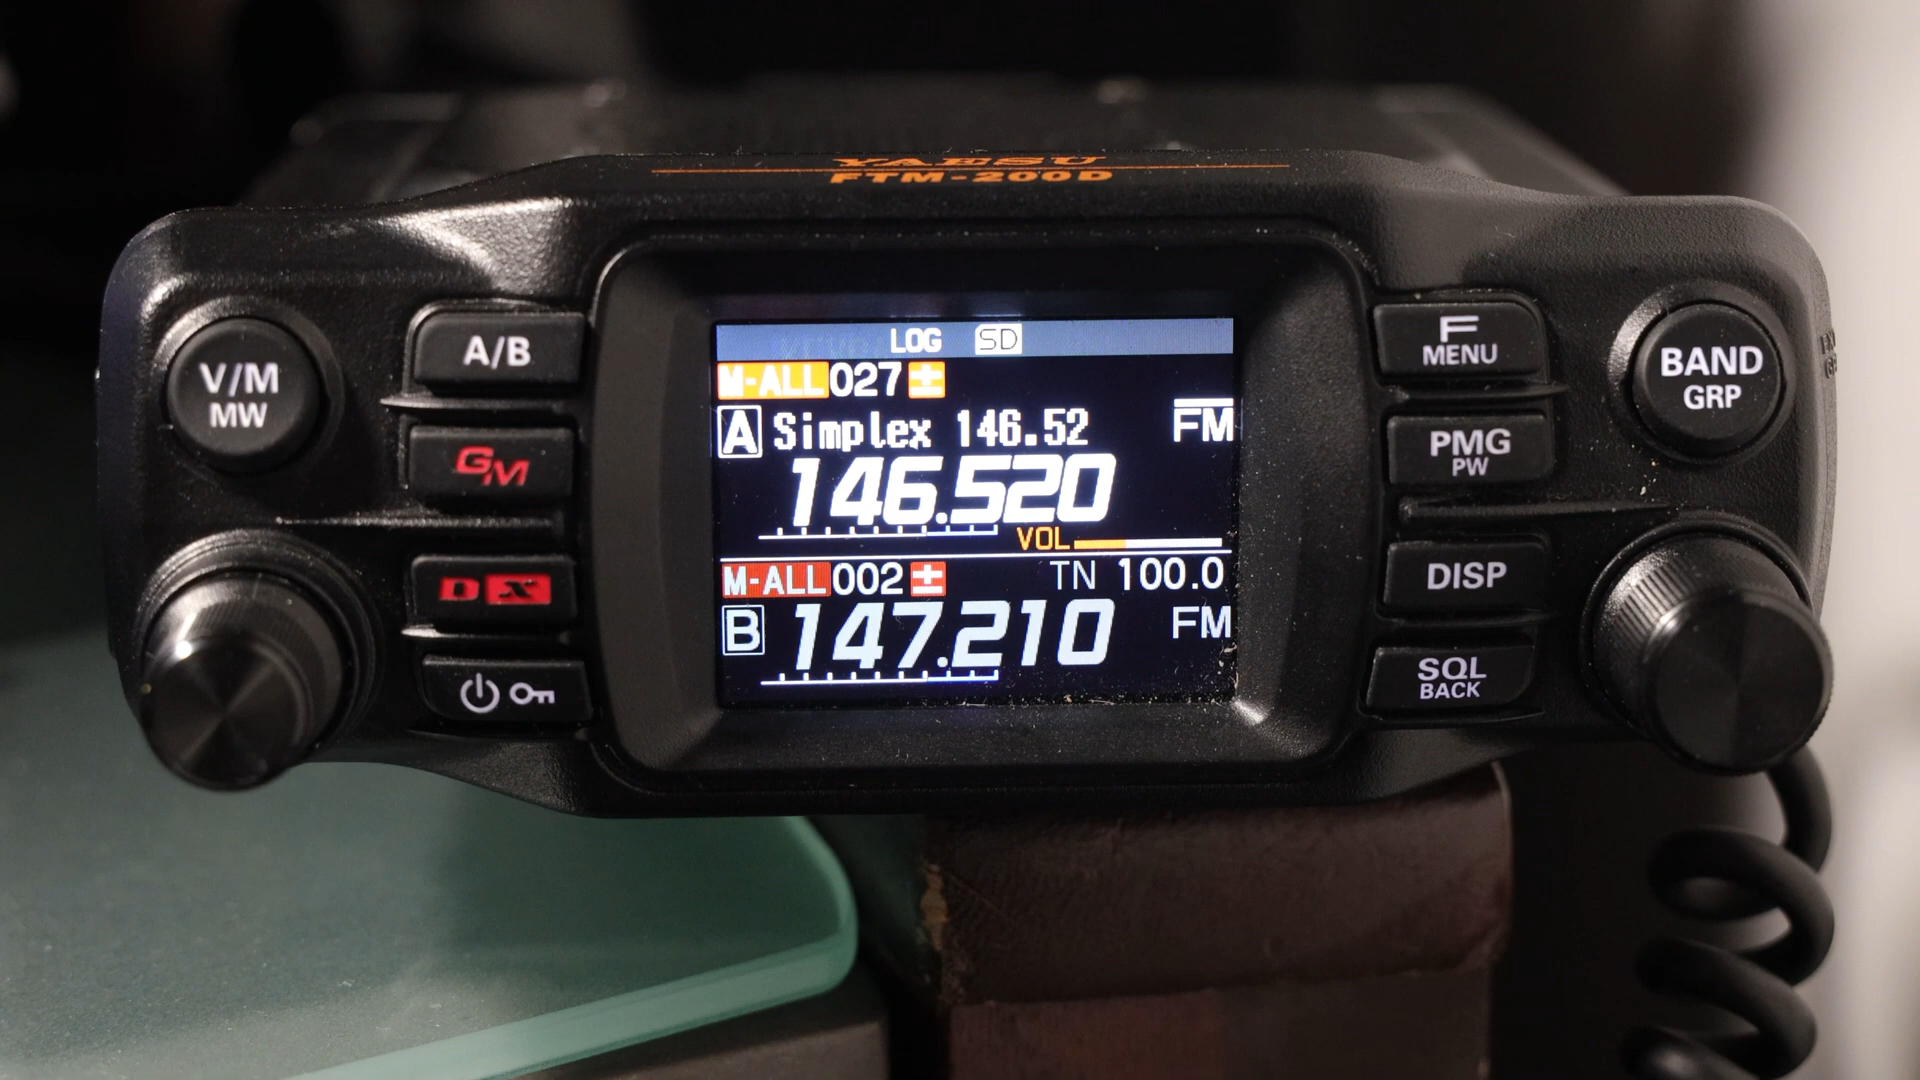 YAESU
FTM-200D
V/M
MW
A/B
GM
DX
LOG SD
M-ALL 027 ±
A Simplex 146.52 FM
146.520
VOL
M-ALL 002 ± TN 100.0
B 147.210 FM
F
MENU
PMG
PW
DISP
SQL
BACK
BAND
GRP